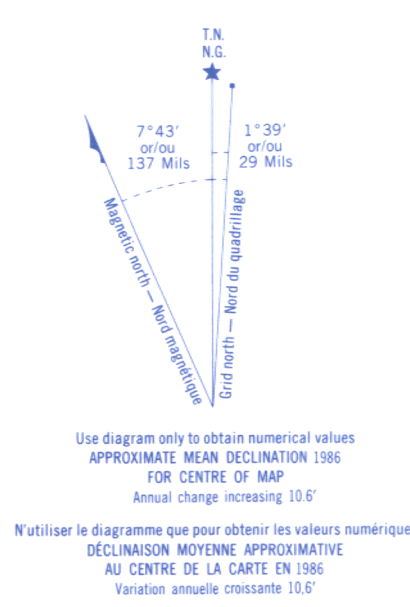 T.N.
N.G.
7°43′
or/ou
137 Mils
1°39′
or/ou
29 Mils
Magnetic north — Nord magnétique
Grid north — Nord du quadrillage
Use diagram only to obtain numerical values
APPROXIMATE MEAN DECLINATION 1986
FOR CENTRE OF MAP
Annual change increasing 10.6′
N'utiliser le diagramme que pour obtenir les valeurs numérique
DÉCLINAISON MOYENNE APPROXIMATIVE
AU CENTRE DE LA CARTE EN 1986
Variation annuelle croissante 10,6′